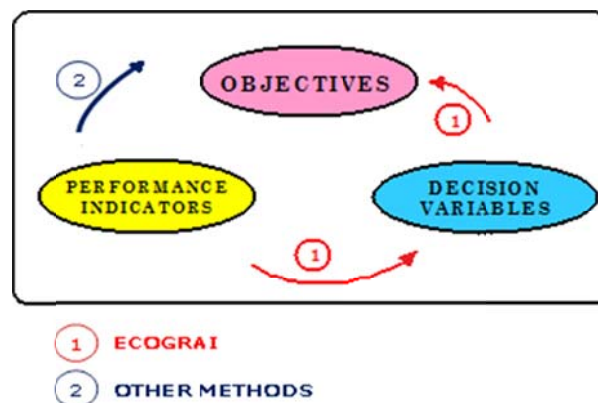 2
OBJECTIVES
1
PERFORMANCE
INDICATORS
DECISION
VARIABLES
1
1 ECOGRAI
2 OTHER METHODS